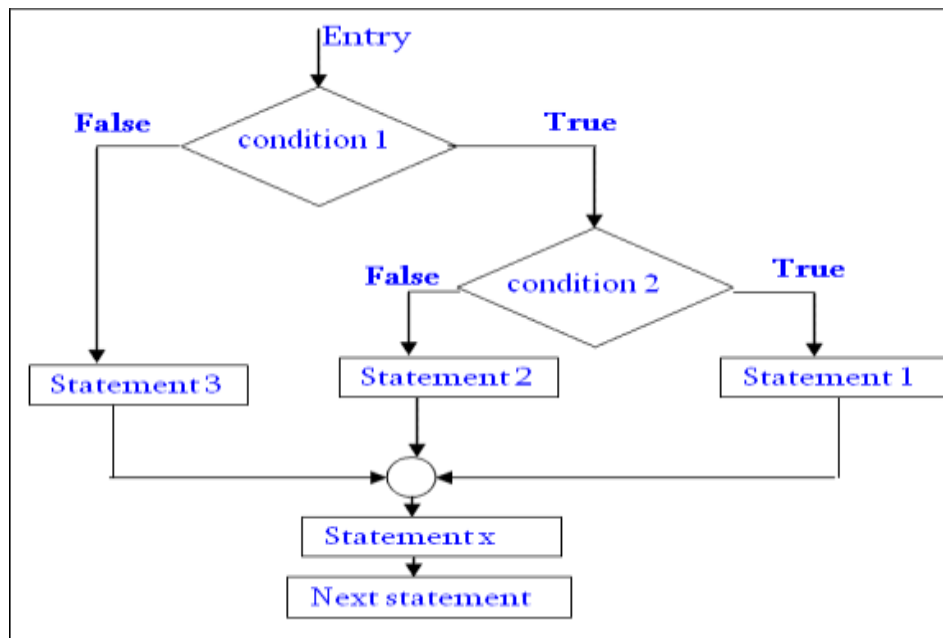 Entry
False
True
condition 1
False
True
condition 2
Statement 3
Statement 2
Statement 1
Statement x
Next statement